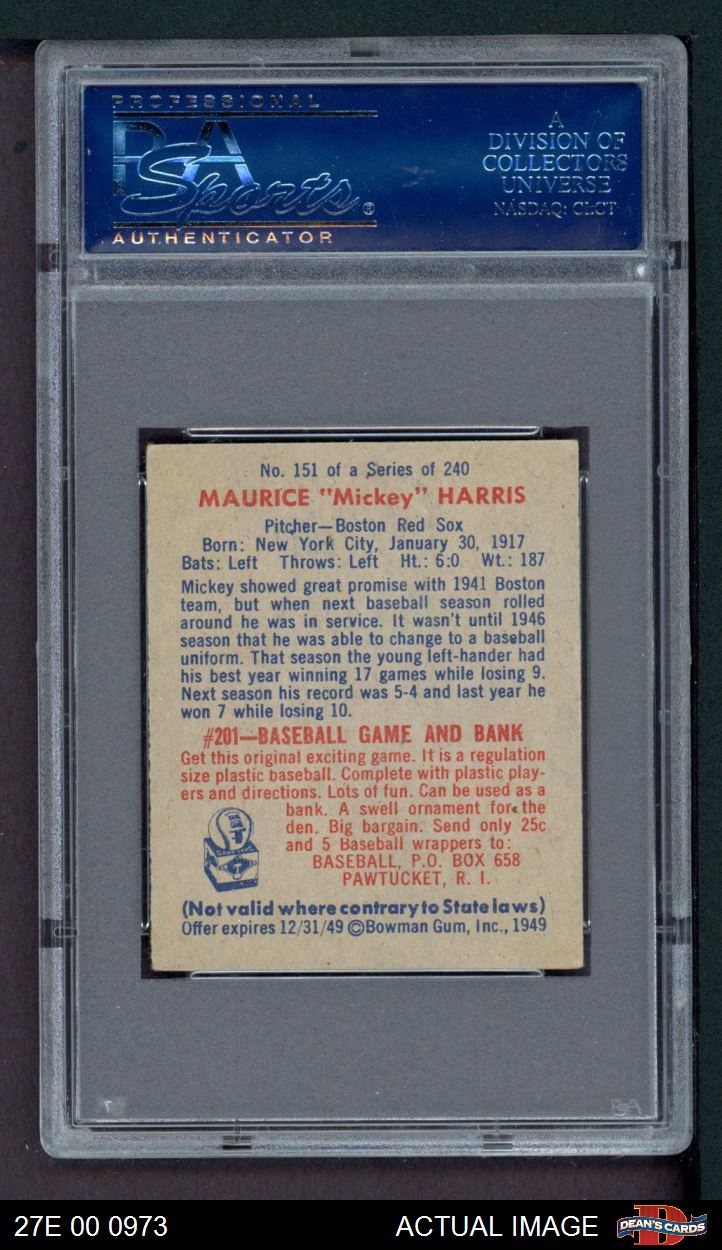 PROFESSIONAL
PSA
Sports®
AUTHENTICATOR
A
DIVISION OF
COLLECTORS
UNIVERSE
NASDAQ: CLCT
No. 151 of a Series of 240
MAURICE "Mickey" HARRIS
Pitcher—Boston Red Sox
Born: New York City, January 30, 1917
Bats: Left Throws: Left Ht.: 6:0 Wt.: 187
Mickey showed great promise with 1941 Boston
team, but when next baseball season rolled
around he was in service. It wasn't until 1946
season that he was able to change to a baseball
uniform. That season the young left-hander had
his best year winning 17 games while losing 9.
Next season his record was 5-4 and last year he
won 7 while losing 10.
#201—BASEBALL GAME AND BANK
Get this original exciting game. It is a regulation
size plastic baseball. Complete with plastic play-
ers and directions. Lots of fun. Can be used as a
bank. A swell ornament for the
den. Big bargain. Send only 25c
and 5 Baseball wrappers to:
BASEBALL, P.O. BOX 658
PAWTUCKET, R. I.
(Not valid where contrary to State laws)
Offer expires 12/31/49 ©Bowman Gum, Inc., 1949
PSA
27E 00 0973
ACTUAL IMAGE
DEAN'S CARDS